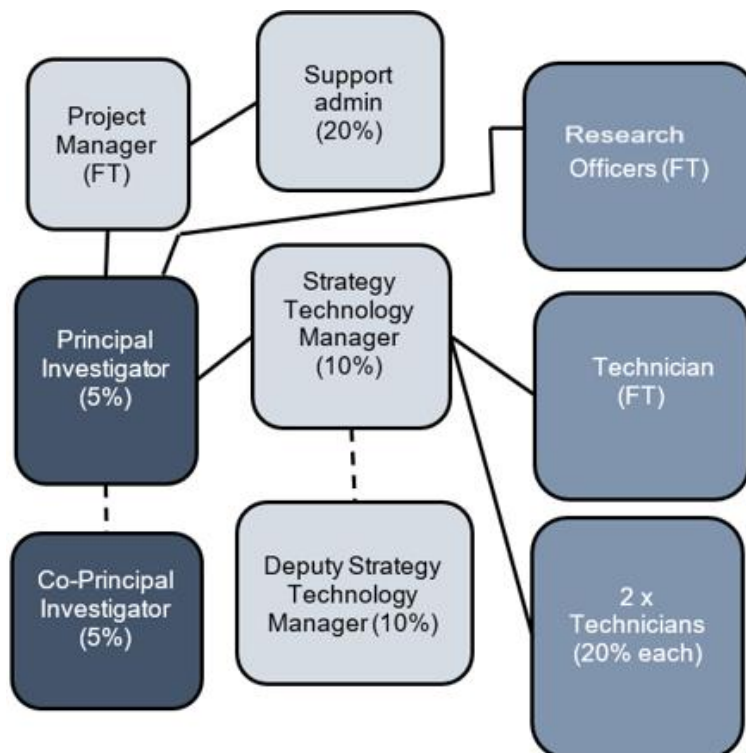 Project
Manager
(FT)
Support
admin
(20%)
Research
Officers (FT)
Principal
Investigator
(5%)
Strategy
Technology
Manager
(10%)
Technician
(FT)
Co-Principal
Investigator
(5%)
Deputy Strategy
Technology
Manager (10%)
2 x
Technicians
(20% each)